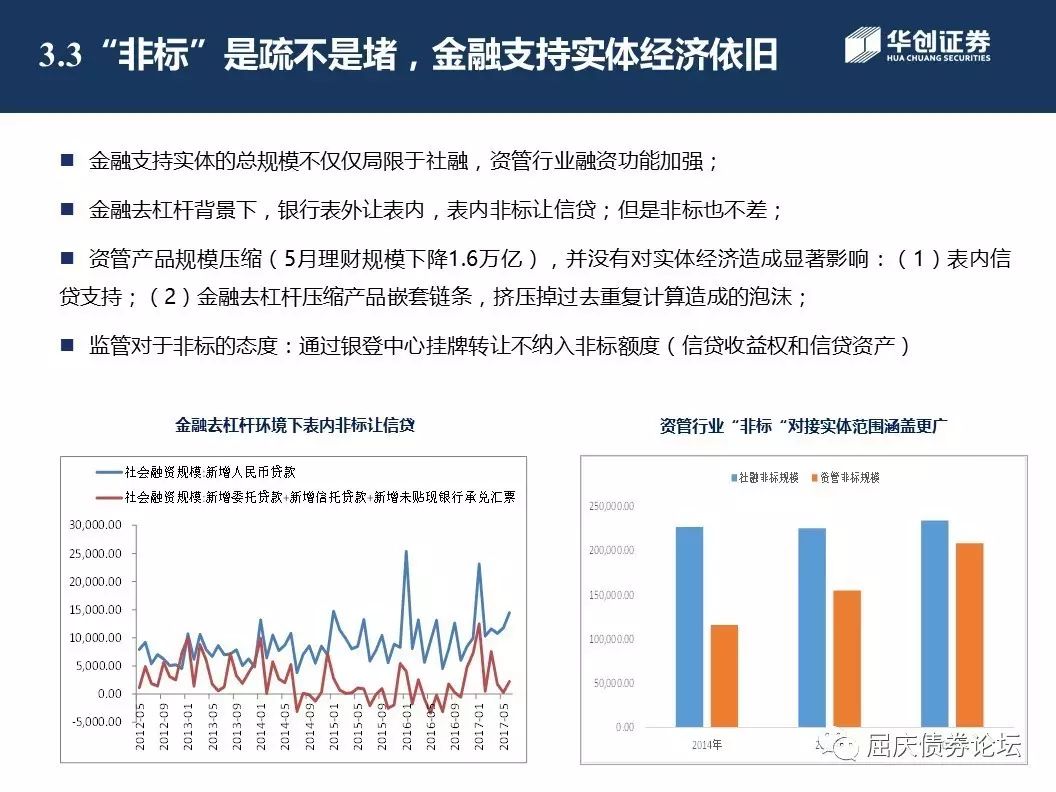 3.3“非标”是疏不是堵，金融支持实体经济依旧
华创证券
HUA CHUANG SECURITIES
金融支持实体的总规模不仅仅局限于社融，资管行业融资功能加强；
金融去杠杆背景下，银行表外让表内，表内非标让信贷；但是非标也不差；
资管产品规模压缩（5月理财规模下降1.6万亿），并没有对实体经济造成显著影响：（1）表内信
贷支持；（2）金融去杠杆压缩产品嵌套链条，挤压掉过去重复计算造成的泡沫；
监管对于非标的态度：通过银登中心挂牌转让不纳入非标额度（信贷收益权和信贷资产）
金融去杠杆环境下表内非标让信贷
社会融资规模:新增人民币贷款
社会融资规模:新增委托贷款+新增信托贷款+新增未贴现银行承兑汇票
30,000.00
25,000.00
20,000.00
15,000.00
10,000.00
5,000.00
0.00
-5,000.00
2012-05
2012-09
2013-01
2013-05
2013-09
2014-01
2014-05
2014-09
2015-01
2015-05
2015-09
2016-01
2016-05
2016-09
2017-01
2017-05
资管行业“非标“对接实体范围涵盖更广
社融非标规模
资管非标规模
250,000.00
200,000.00
150,000.00
100,000.00
50,000.00
0.00
2014年
屈庆债券论坛